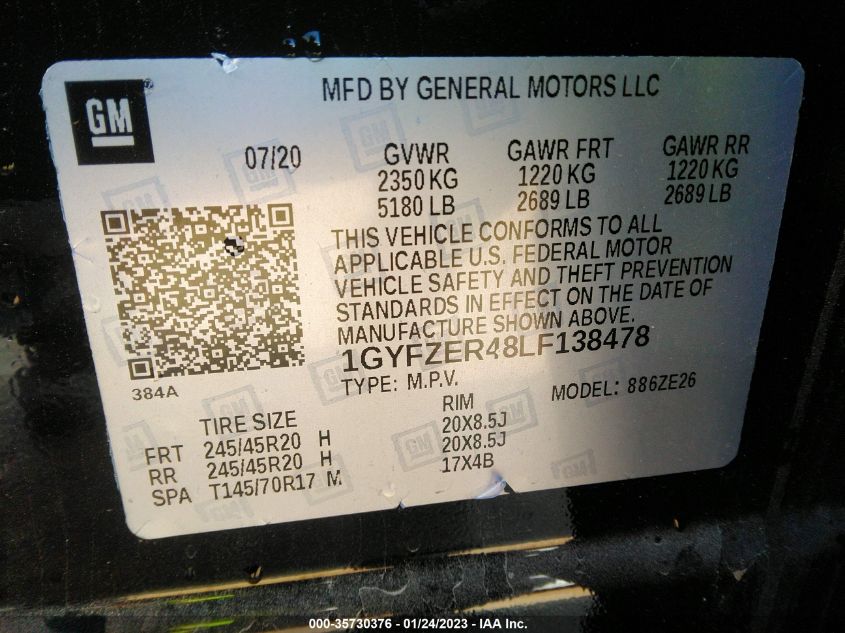 GM
MFD BY GENERAL MOTORS LLC
07/20
GVWR GAWR FRT GAWR RR
2350 KG 1220 KG 1220 KG
5180 LB 2689 LB 2689 LB
THIS VEHICLE CONFORMS TO ALL
APPLICABLE U.S. FEDERAL MOTOR
VEHICLE SAFETY AND THEFT PREVENTION
STANDARDS IN EFFECT ON THE DATE OF
MANUFACTURE SHOWN ABOVE.
1GYFZER48LF138478
TYPE: M.P.V. MODEL: 886ZE26
384A
TIRE SIZE RIM
FRT 245/45R20 H 20X8.5J
RR 245/45R20 H 20X8.5J
SPA T145/70R17 M 17X4B
000-35730376 - 01/24/2023 - IAA Inc.